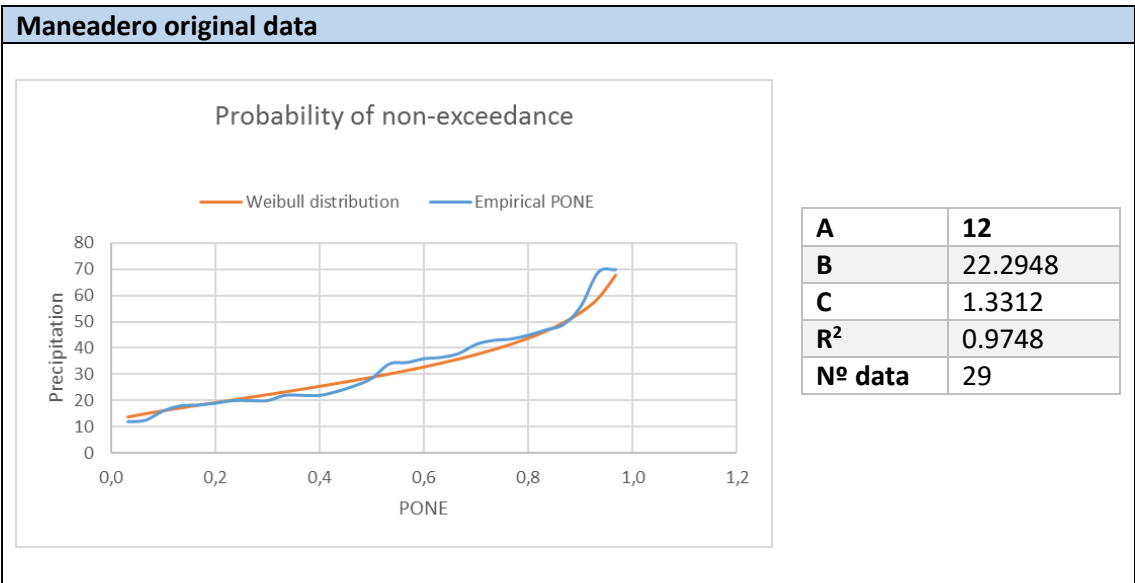 Maneadero original data
Probability of non-exceedance
Weibull distribution Empirical PONE
80
70
60
50
40
30
20
10
0
Precipitation
0,0 0,2 0,4 0,6 0,8 1,0 1,2
PONE
A 12
B 22.2948
C 1.3312
R² 0.9748
Nº data 29